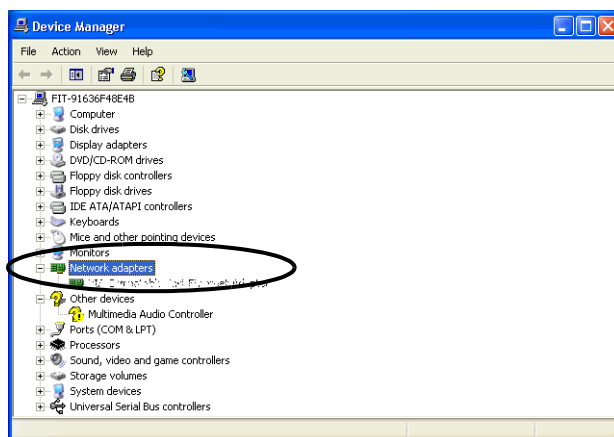 Device Manager
File Action View Help
FIT-91636F48E4B
Computer
Disk drives
Display adapters
DVD/CD-ROM drives
Floppy disk controllers
Floppy disk drives
IDE ATA/ATAPI controllers
Keyboards
Mice and other pointing devices
Monitors
Network adapters
Other devices
Multimedia Audio Controller
Ports (COM & LPT)
Processors
Sound, video and game controllers
Storage volumes
System devices
Universal Serial Bus controllers